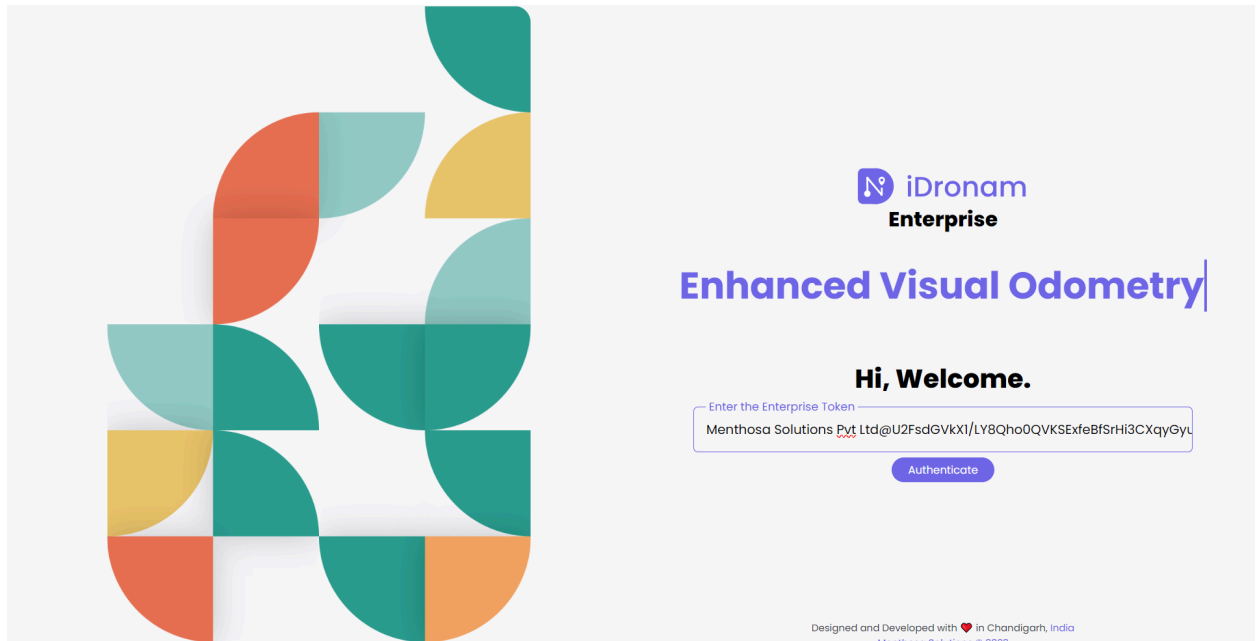 iDronam
Enterprise
Enhanced Visual Odometry
Hi, Welcome.
Enter the Enterprise Token
Menthosa Solutions Pvt Ltd@U2FsdGVkX1/LY8Qho0QVKSExfeBfSrHi3CXqyGyu
Authenticate
Designed and Developed with ❤ in Chandigarh, India